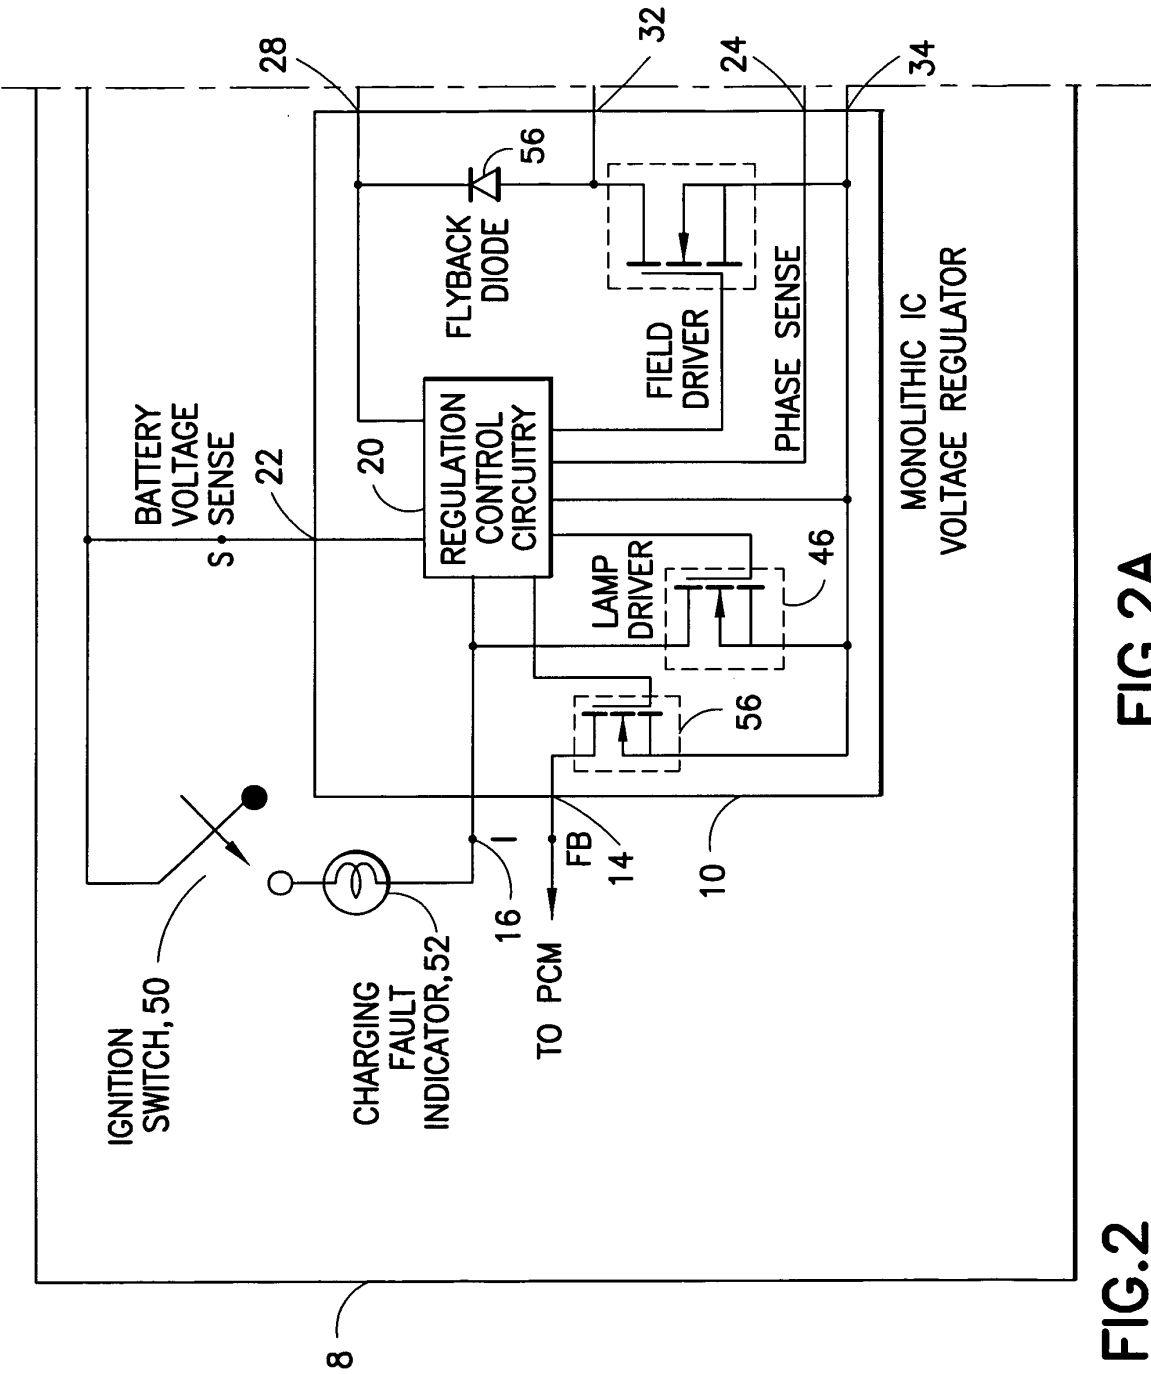 8
IGNITION
SWITCH, 50
CHARGING
FAULT
INDICATOR, 52
16
I
TO PCM
FB
14
10
BATTERY
VOLTAGE
S SENSE
22
20
REGULATION
CONTROL
CIRCUITRY
28
FLYBACK
DIODE
56
32
FIELD
DRIVER
24
PHASE SENSE
34
LAMP
DRIVER
46
56
MONOLITHIC IC
VOLTAGE REGULATOR
FIG.2
FIG.2A